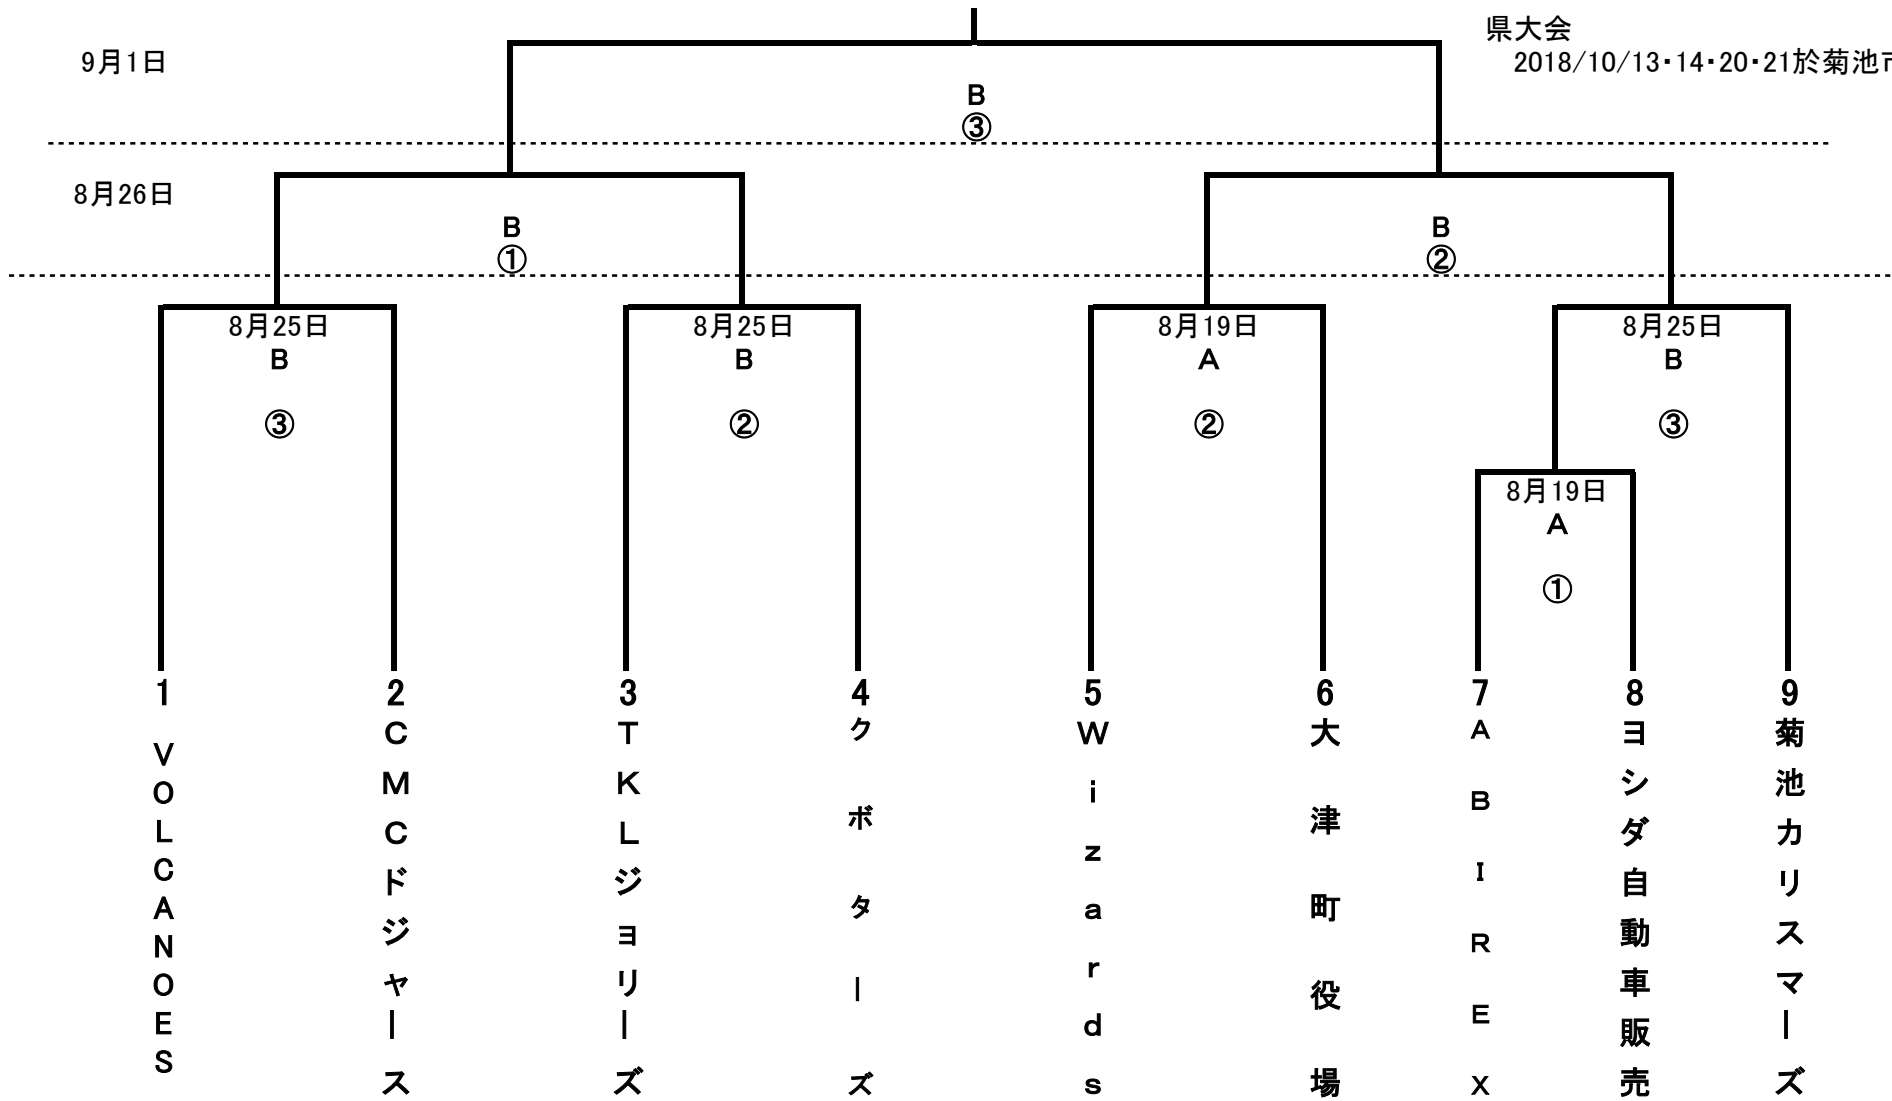 県大会
9月1日
2018/10/13・14・20・21於菊池
B
③
8月26日
B
①
B
②
8月25日
B
③
8月25日
B
②
8月19日
A
②
8月25日
B
③
8月19日
A
①
1
VOLCANOES
2
CMCドジャース
3
TKLジョリーズ
4
クボターズ
5
Wizards
6
大津町役場
7
ABIREX
8
ヨシダ自動車販売
9
菊池カリスマーズ